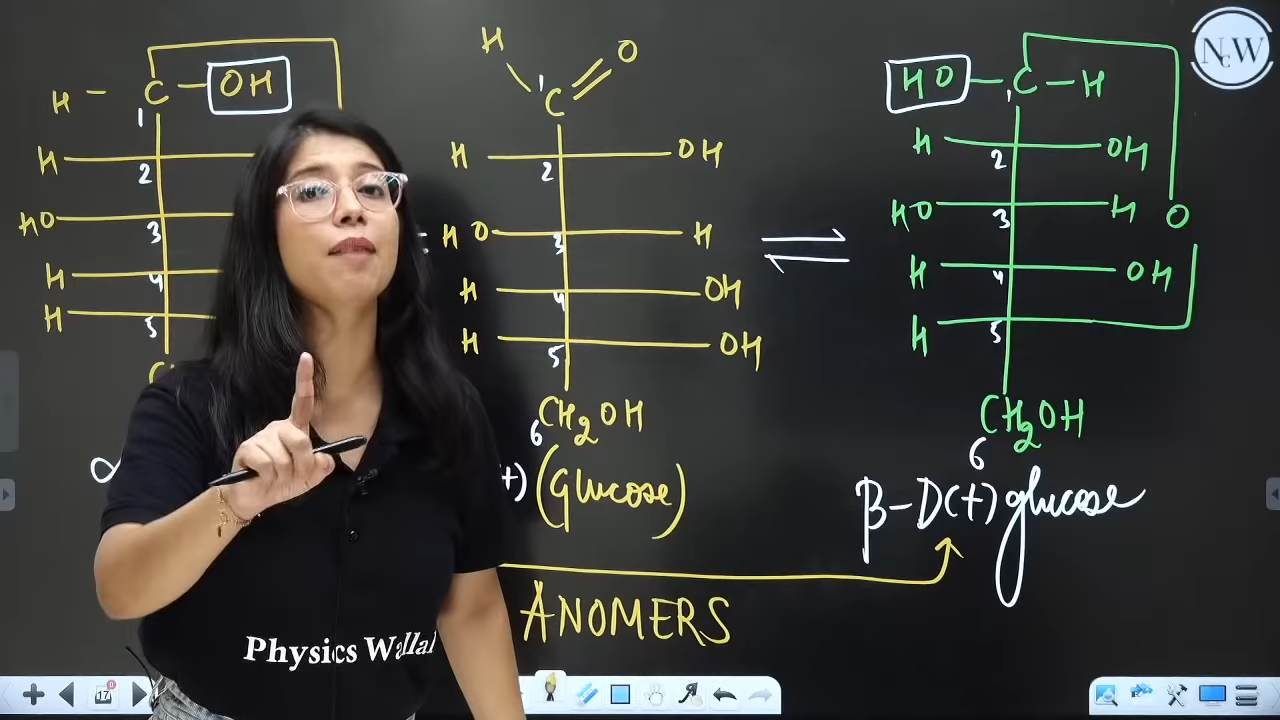 H – C – OH
1
H 2
HO 3
H 4
H 5
H O
1 C
H 2 OH
HO 3 H
H 4 OH
H 5 OH
6 CH2OH
+) (Glucose)
HO – C – H
1
H 2 OH
HO 3 H O
H 4 OH
H 5
CH2OH
6
β-D(+) glucose
α
ANOMERS
NcW
Physics Wallah
17